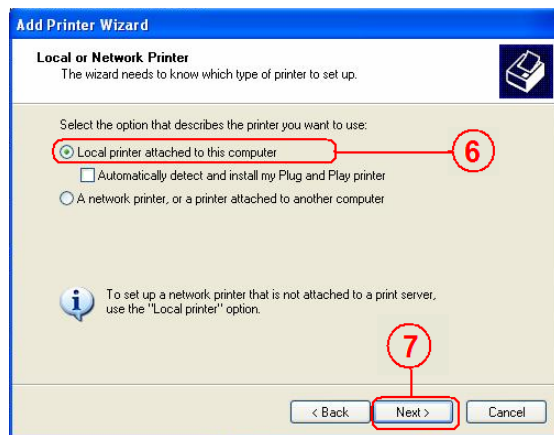 Add Printer Wizard
Local or Network Printer
The wizard needs to know which type of printer to set up.
Select the option that describes the printer you want to use:
Local printer attached to this computer
6
Automatically detect and install my Plug and Play printer
A network printer, or a printer attached to another computer
To set up a network printer that is not attached to a print server,
use the "Local printer" option.
7
< Back Next > Cancel